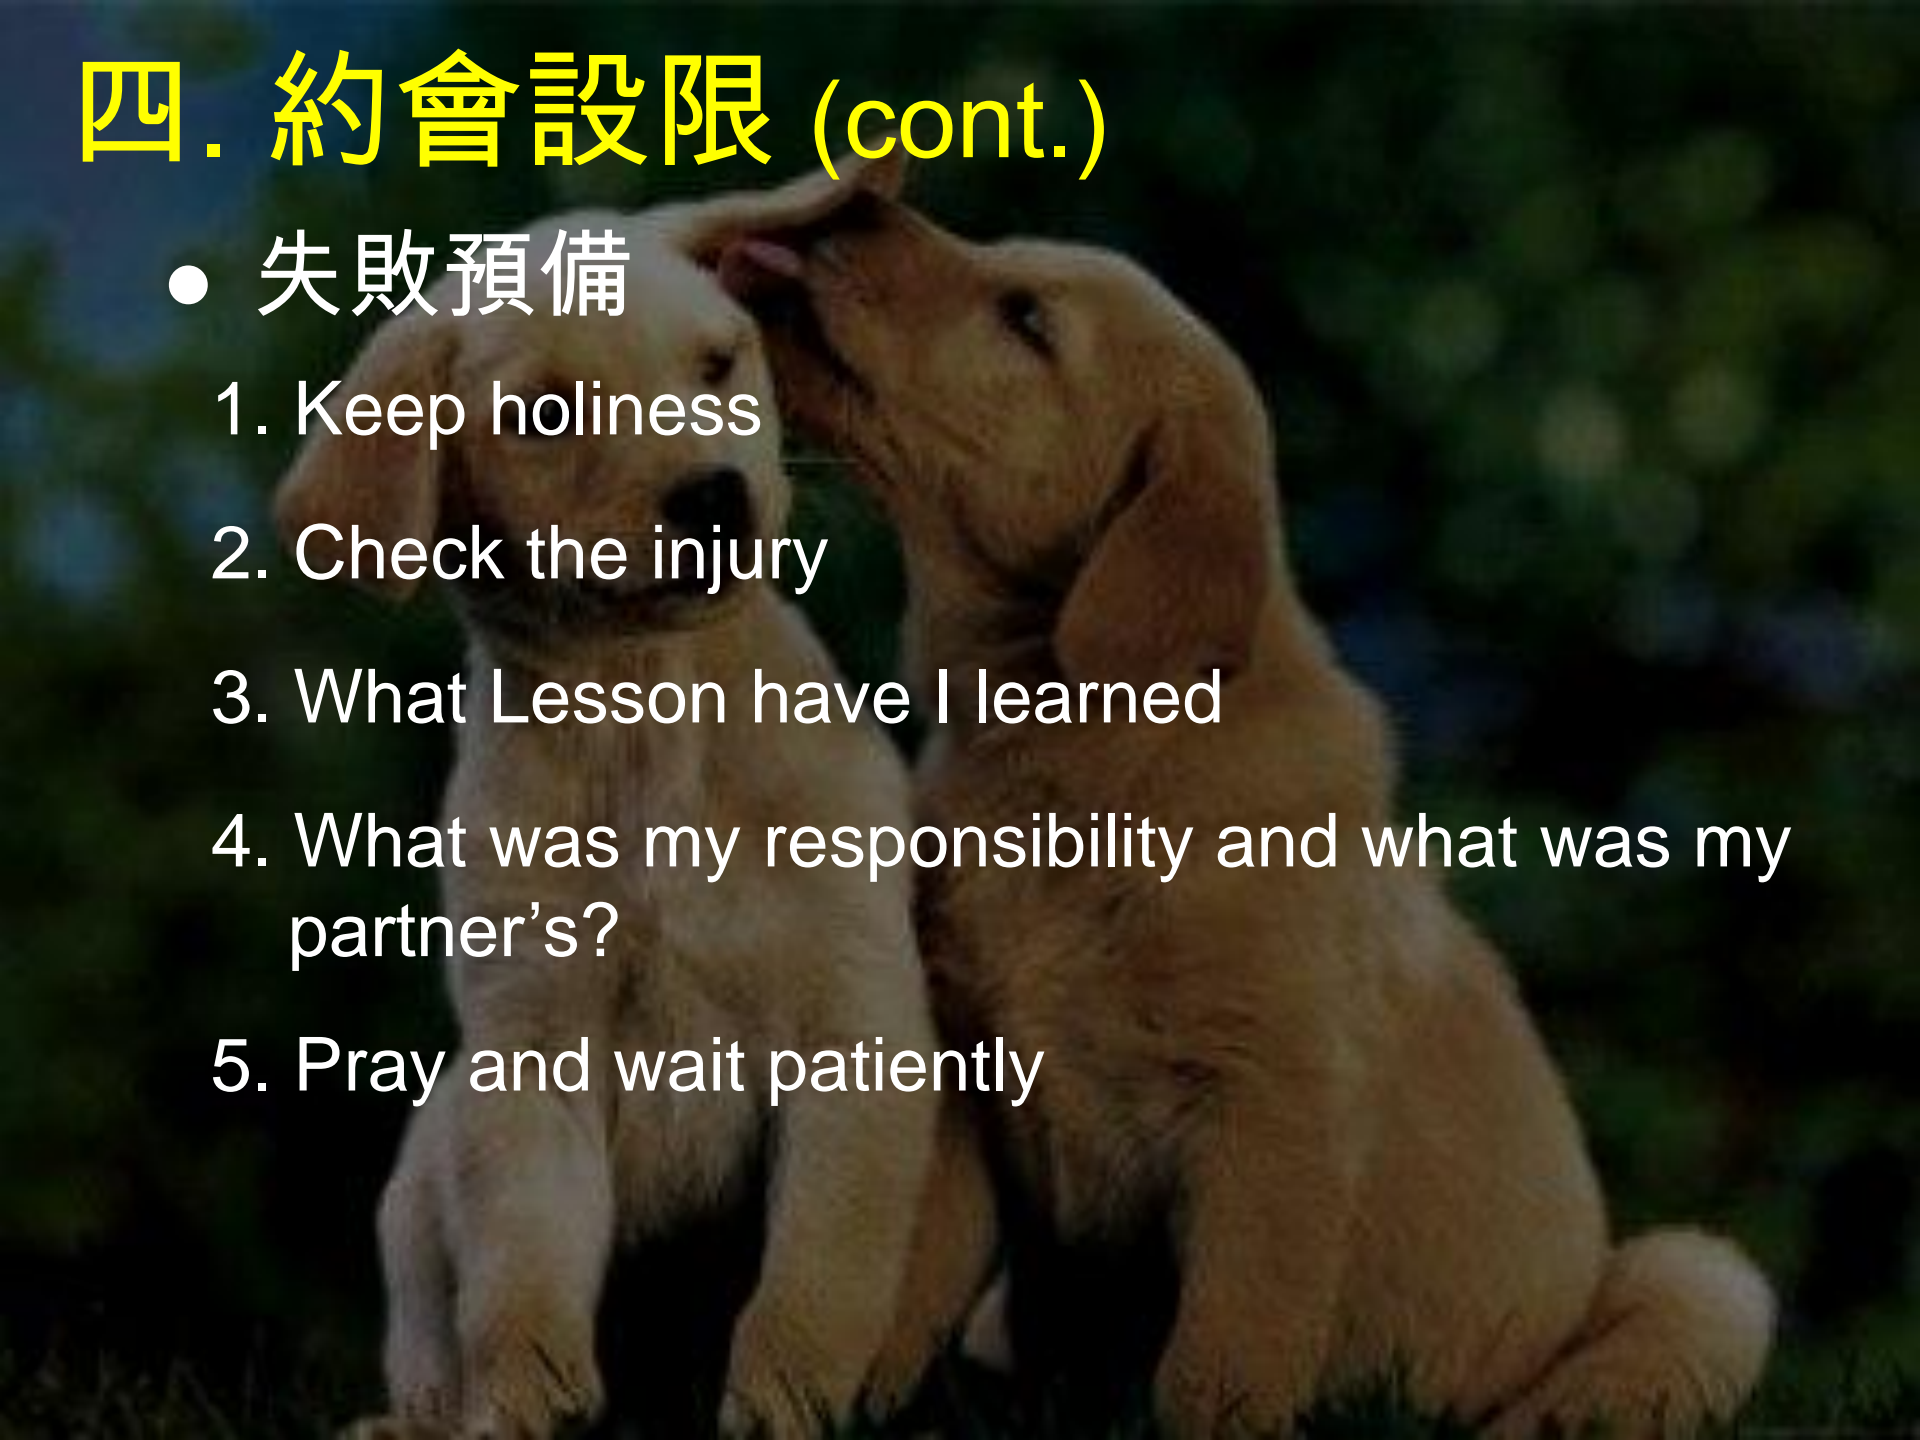 四. 約會設限 (cont.)
● 失敗預備
1. Keep holiness
2. Check the injury
3. What Lesson have I learned
4. What was my responsibility and what was my
partner’s?
5. Pray and wait patiently